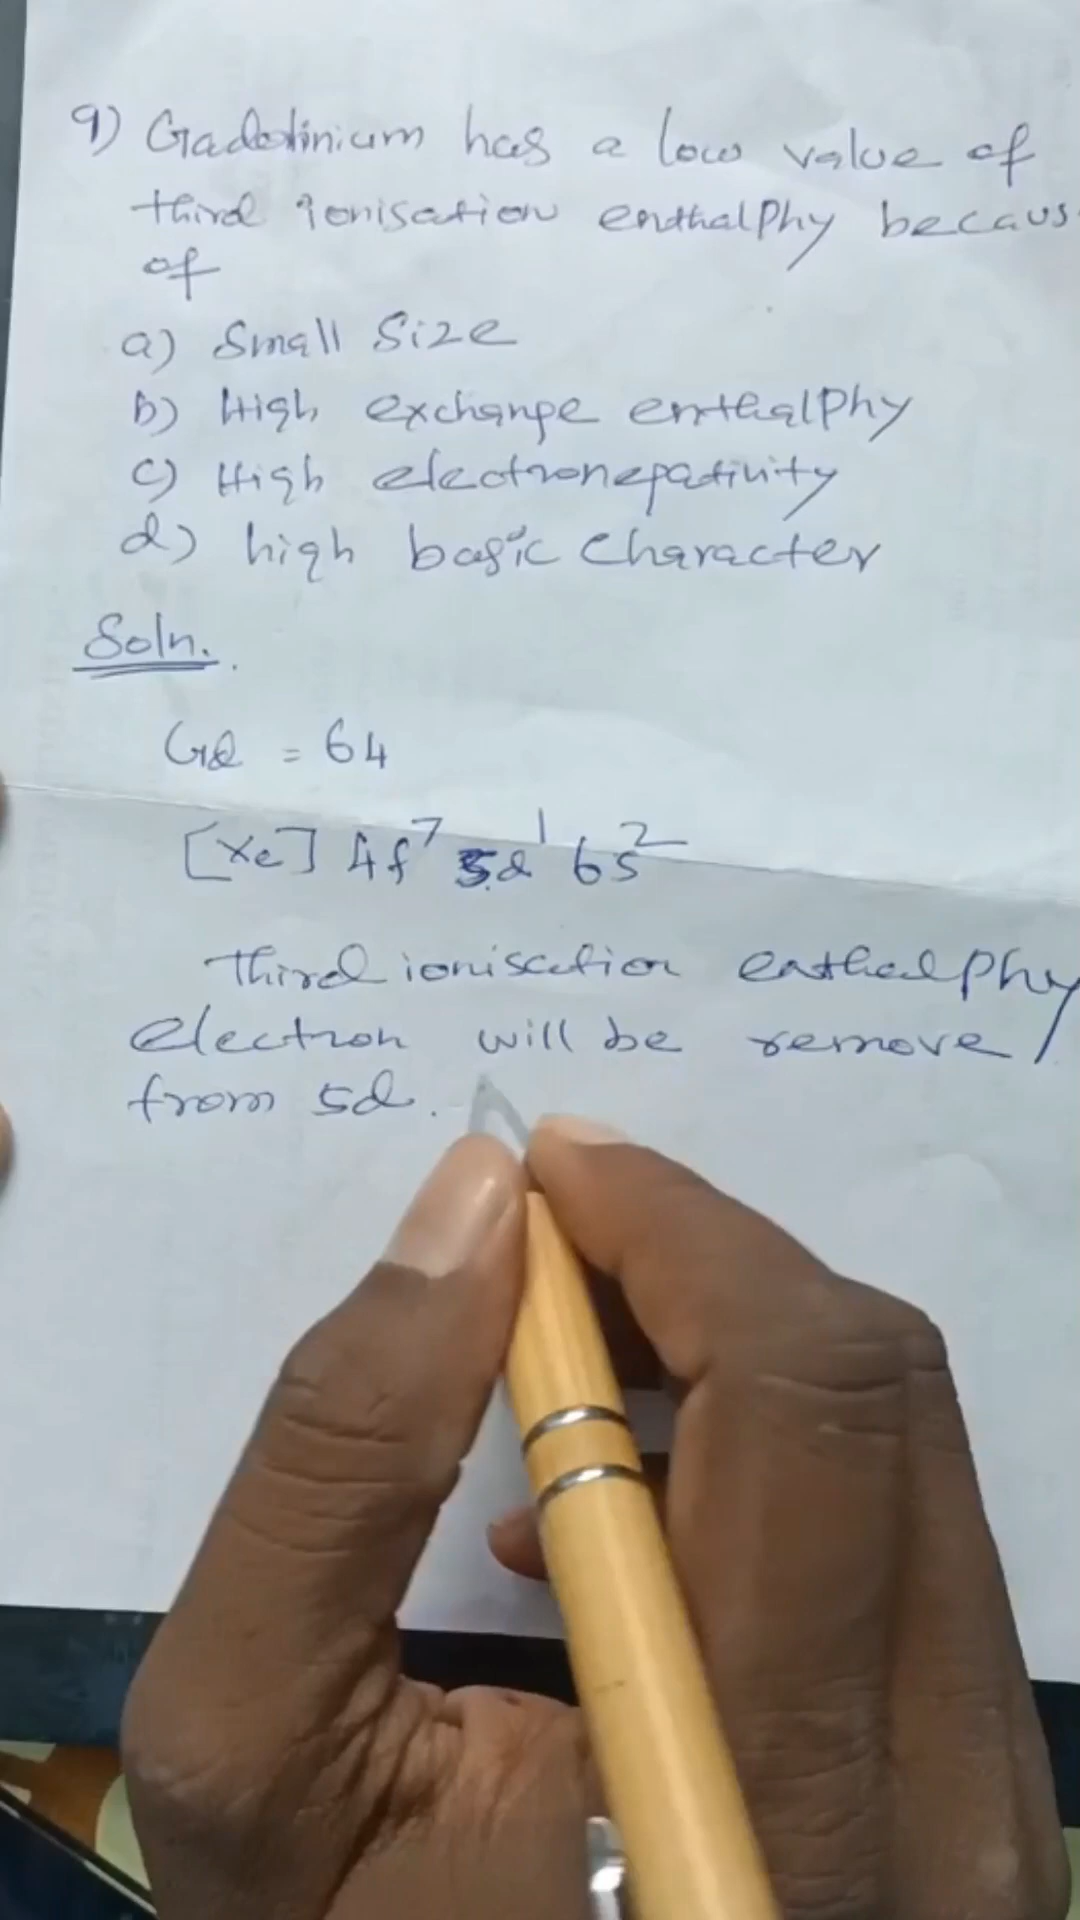 9) Gadolinium has a low value of
third ionisation enthalphy becaus
of
a) Small Size
b) High exchange enthalphy
c) High electronegativity
d) high basic character
Soln.
Gd = 64
[Xe] 4f⁷ 5d¹ 6s²
Third ionisation enthalphy
electron will be remove
from 5d.